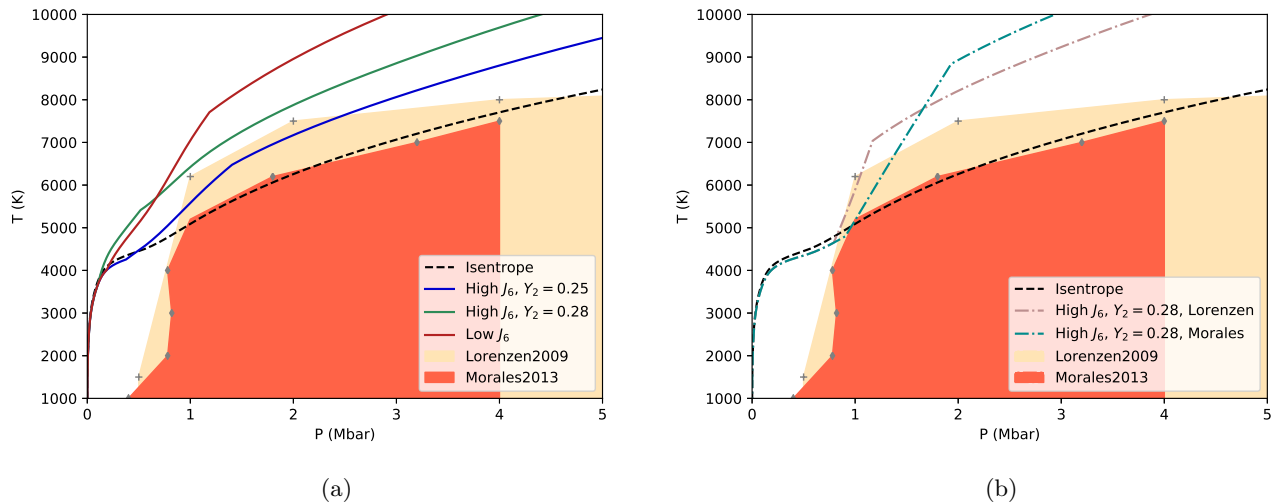 10000
9000
8000
7000
6000
5000
4000
3000
2000
1000
T (K)
0 1 2 3 4 5
P (Mbar)
Isentrope
High J₆, Y₂ = 0.25
High J₆, Y₂ = 0.28
Low J₆
Lorenzen2009
Morales2013
(a)
10000
9000
8000
7000
6000
5000
4000
3000
2000
1000
T (K)
0 1 2 3 4 5
P (Mbar)
Isentrope
High J₆, Y₂ = 0.28, Lorenzen
High J₆, Y₂ = 0.28, Morales
Lorenzen2009
Morales2013
(b)